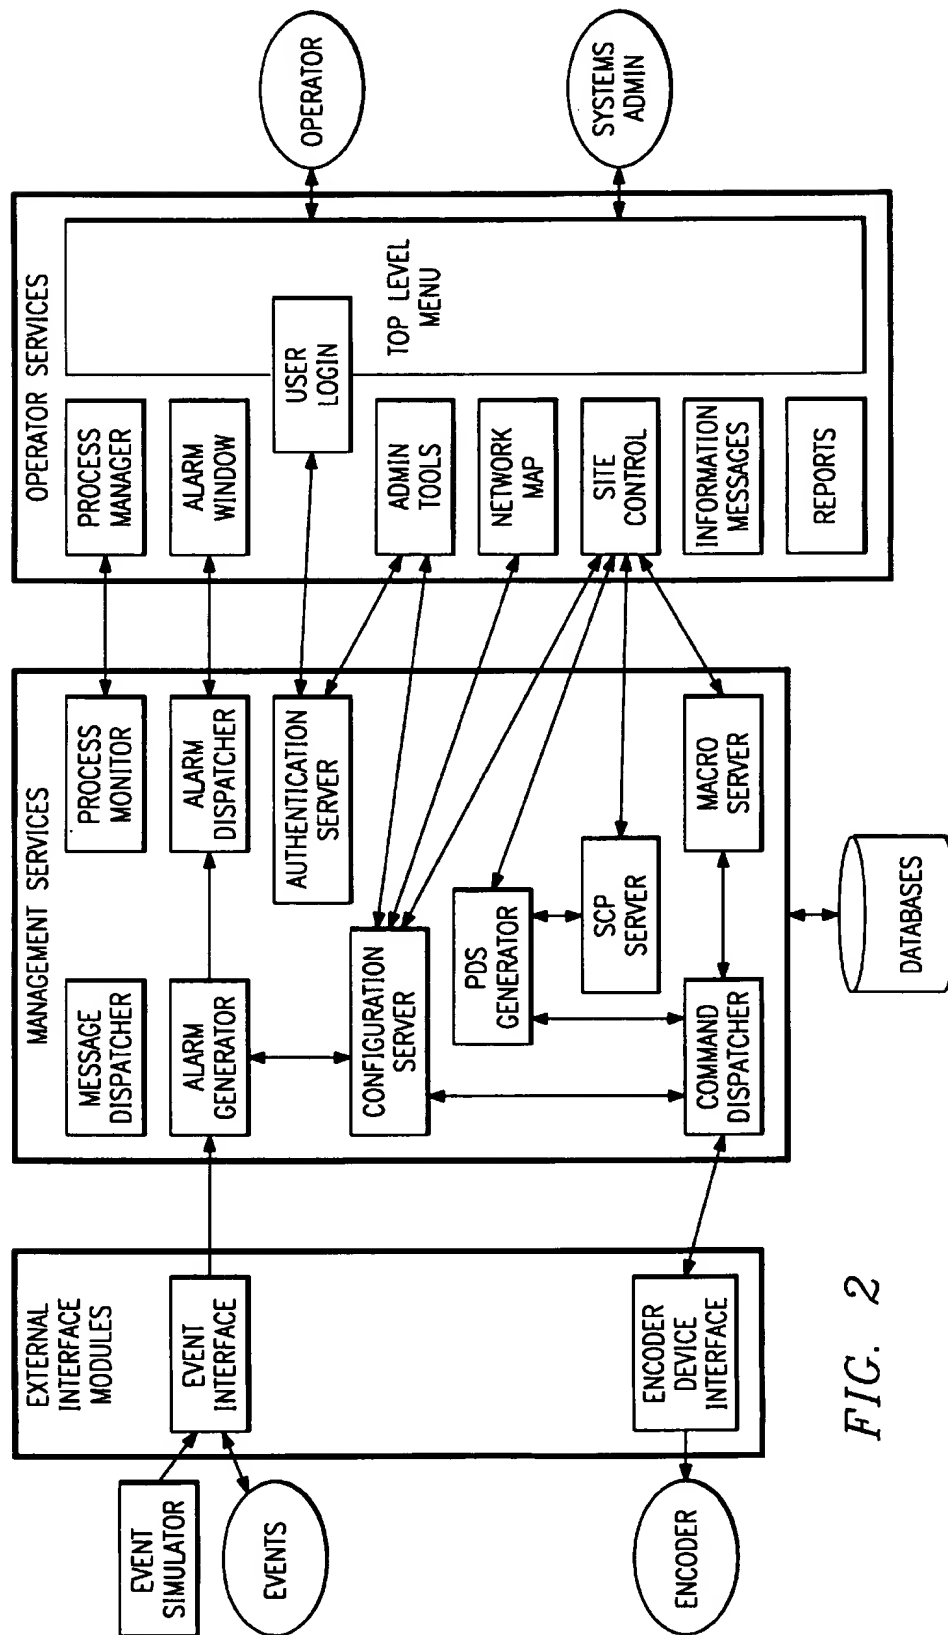 EXTERNAL
INTERFACE
MODULES
EVENT
SIMULATOR
EVENTS
EVENT
INTERFACE
ENCODER
ENCODER
DEVICE
INTERFACE
MANAGEMENT SERVICES
MESSAGE
DISPATCHER
PROCESS
MONITOR
ALARM
GENERATOR
ALARM
DISPATCHER
AUTHENTICATION
SERVER
CONFIGURATION
SERVER
PDS
GENERATOR
SCP
SERVER
COMMAND
DISPATCHER
MACRO
SERVER
DATABASES
OPERATOR SERVICES
PROCESS
MANAGER
ALARM
WINDOW
USER
LOGIN
TOP LEVEL
MENU
ADMIN
TOOLS
NETWORK
MAP
SITE
CONTROL
INFORMATION
MESSAGES
REPORTS
OPERATOR
SYSTEMS
ADMIN
FIG. 2